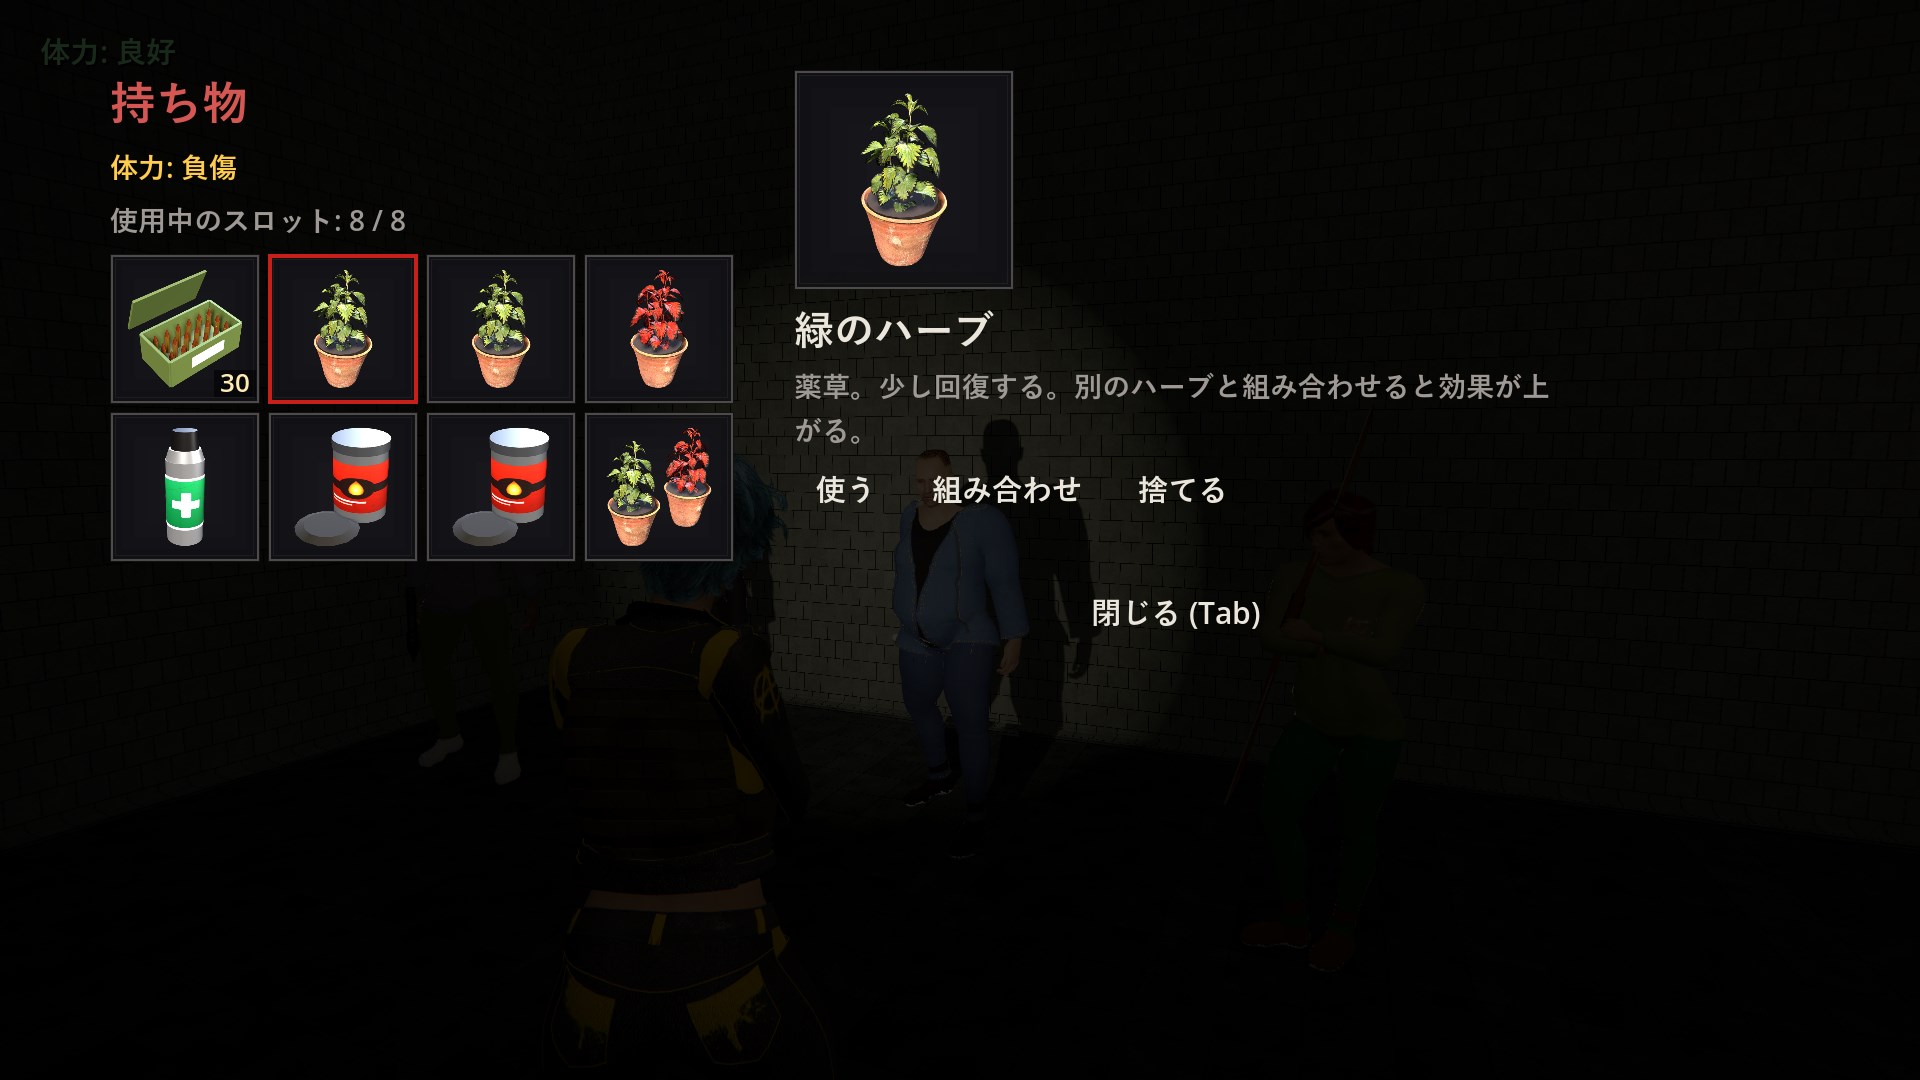 体力: 良好
持ち物
体力: 負傷
使用中のスロット: 8 / 8
30
緑のハーブ
薬草。少し回復する。別のハーブと組み合わせると効果が上
がる。
使う 組み合わせ 捨てる
閉じる (Tab)